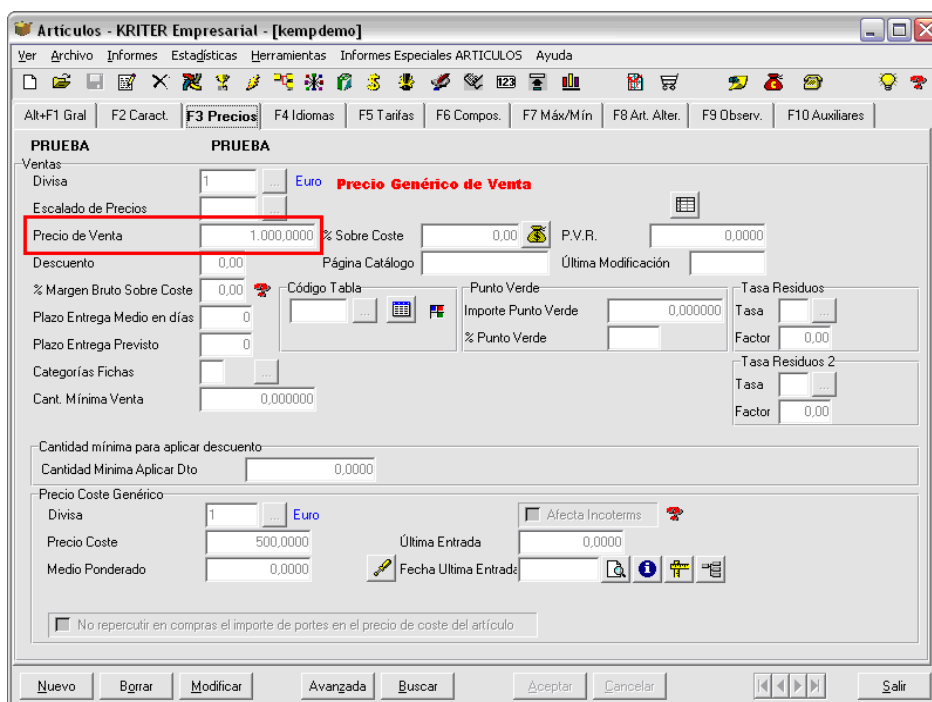 Artículos - KRITER Empresarial - [kempdemo]
Ver Archivo Informes Estadísticas Herramientas Informes Especiales ARTICULOS Ayuda
123
Alt+F1 Gral F2 Caract. F3 Precios F4 Idiomas F5 Tarifas F6 Compos. F7 Máx/Mín F8 Art. Alter. F9 Observ. F10 Auxiliares
PRUEBA PRUEBA
Ventas
Divisa 1 ... Euro Precio Genérico de Venta
Escalado de Precios ...
Precio de Venta 1.000,0000 % Sobre Coste 0,00 P.V.R. 0,0000
Descuento 0,00 Página Catálogo Última Modificación
% Margen Bruto Sobre Coste 0,00 Código Tabla ... Punto Verde Tasa Residuos
Plazo Entrega Medio en días 0 Importe Punto Verde 0,000000 Tasa ...
Plazo Entrega Previsto 0 % Punto Verde Factor 0,00
Categorías Fichas ... Tasa Residuos 2
Tasa ...
Cant. Mínima Venta 0,000000
Factor 0,00
Cantidad mínima para aplicar descuento
Cantidad Minima Aplicar Dto 0,0000
Precio Coste Genérico
Divisa 1 ... Euro Afecta Incoterms
Precio Coste 500,0000 Última Entrada 0,0000
Medio Ponderado 0,0000 Fecha Ultima Entrada
No repercutir en compras el importe de portes en el precio de coste del artículo
Nuevo Borrar Modificar Avanzada Buscar Aceptar Cancelar Salir